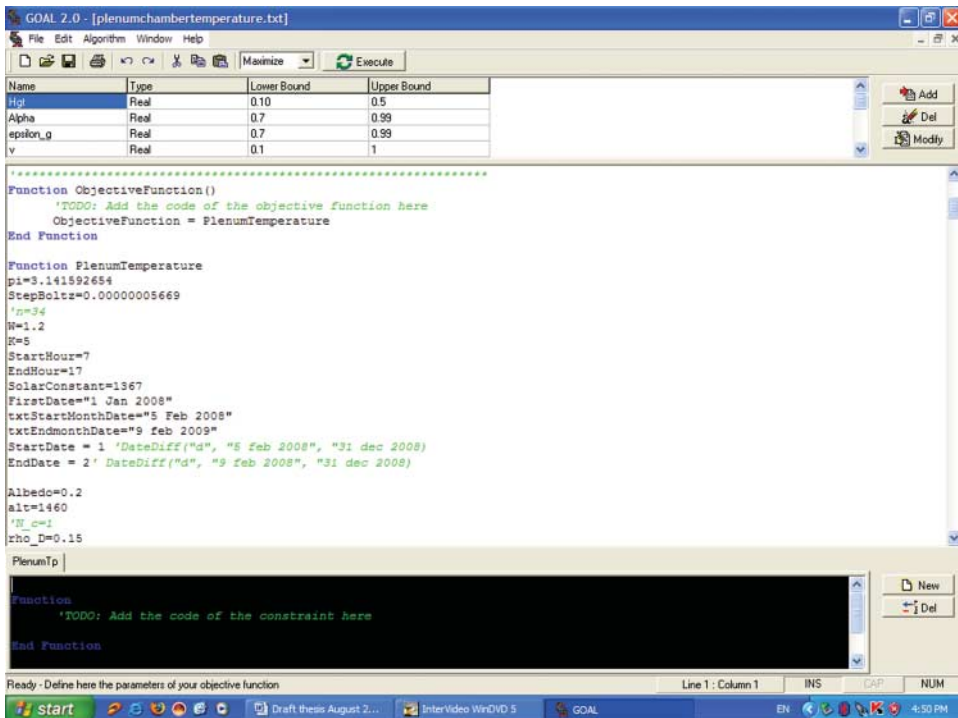 GOAL 2.0 - [plenumchambertemperature.txt]
File Edit Algorithm Window Help
Maximize Execute
Name Type Lower Bound Upper Bound
Hgt Real 0.10 0.5
Alpha Real 0.7 0.99
epsilon_g Real 0.7 0.99
v Real 0.1 1
Add
Del
Modify
'****************************************************************
Function ObjectiveFunction()
'TODO: Add the code of the objective function here
ObjectiveFunction = PlenumTemperature
End Function
Function PlenumTemperature
pi=3.141592654
StepBoltz=0.00000005669
'n=34
W=1.2
K=5
StartHour=7
EndHour=17
SolarConstant=1367
FirstDate="1 Jan 2008"
txtStartMonthDate="5 Feb 2008"
txtEndmonthDate="9 feb 2009"
StartDate = 1 'DateDiff("d", "5 feb 2008", "31 dec 2008)
EndDate = 2' DateDiff("d", "9 feb 2008", "31 dec 2008)
Albedo=0.2
alt=1460
'N_c=1
rho_D=0.15
PlenumTp
Function
'TODO: Add the code of the constraint here
End Function
New
Del
Ready - Define here the parameters of your objective function Line 1 : Column 1 INS CAP NUM
start Draft thesis August 2... InterVideo WinDVD 5 GOAL EN 4:50 PM